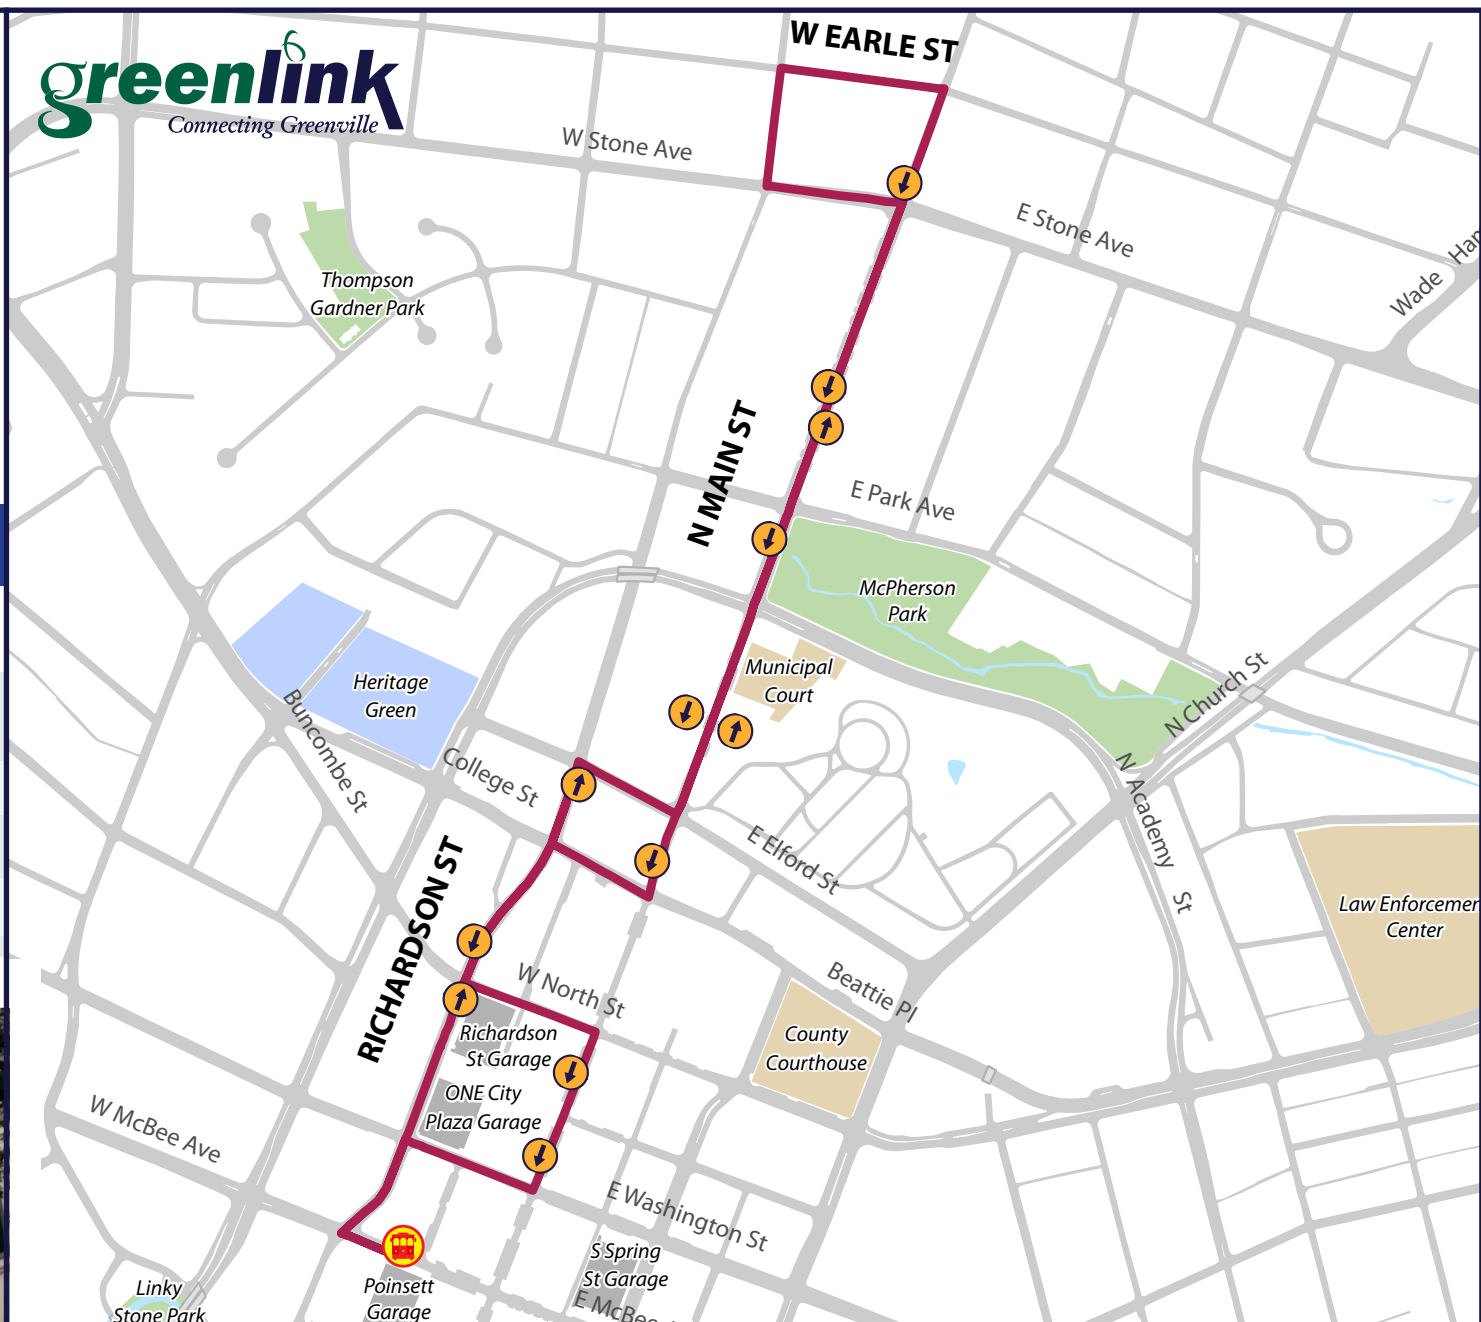 W EARLE ST
greenlink
Connecting Greenville
W Stone Ave
E Stone Ave
Wade
Thompson
Gardner Park
N MAIN ST
E Park Ave
McPherson
Park
Municipal
Court
Heritage
Green
N Church St
Buncombe St
College St
N Academy St
E Elford St
RICHARDSON ST
Law
Center
W North St
Beattie Pl
Richardson
St Garage
County
Courthouse
ONE City
Plaza Garage
W McBee Ave
E Washington St
S Spring
St Garage
Linky
Stone Park
Poinsett
Garage
E McBee